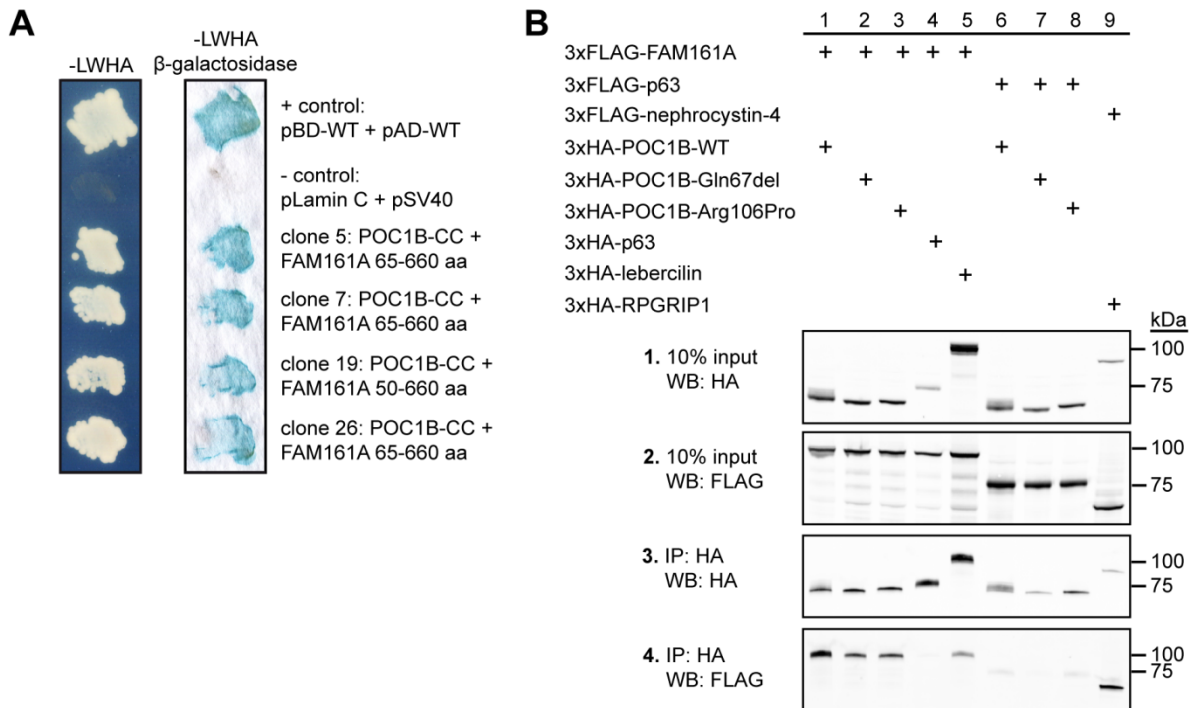 A
-LWHA
-LWHA
β-galactosidase
+ control:
pBD-WT + pAD-WT
- control:
pLamin C + pSV40
clone 5: POC1B-CC +
FAM161A 65-660 aa
clone 7: POC1B-CC +
FAM161A 65-660 aa
clone 19: POC1B-CC +
FAM161A 50-660 aa
clone 26: POC1B-CC +
FAM161A 65-660 aa
B
1 2 3 4 5 6 7 8 9
3xFLAG-FAM161A + + + + +
3xFLAG-p63 + + +
3xFLAG-nephrocystin-4 +
3xHA-POC1B-WT + +
3xHA-POC1B-Gln67del + +
3xHA-POC1B-Arg106Pro + +
3xHA-p63 +
3xHA-lebercilin +
3xHA-RPGRIP1 +
kDa
1. 10% input
WB: HA
100
75
2. 10% input
WB: FLAG
100
75
3. IP: HA
WB: HA
100
75
4. IP: HA
WB: FLAG
100
75